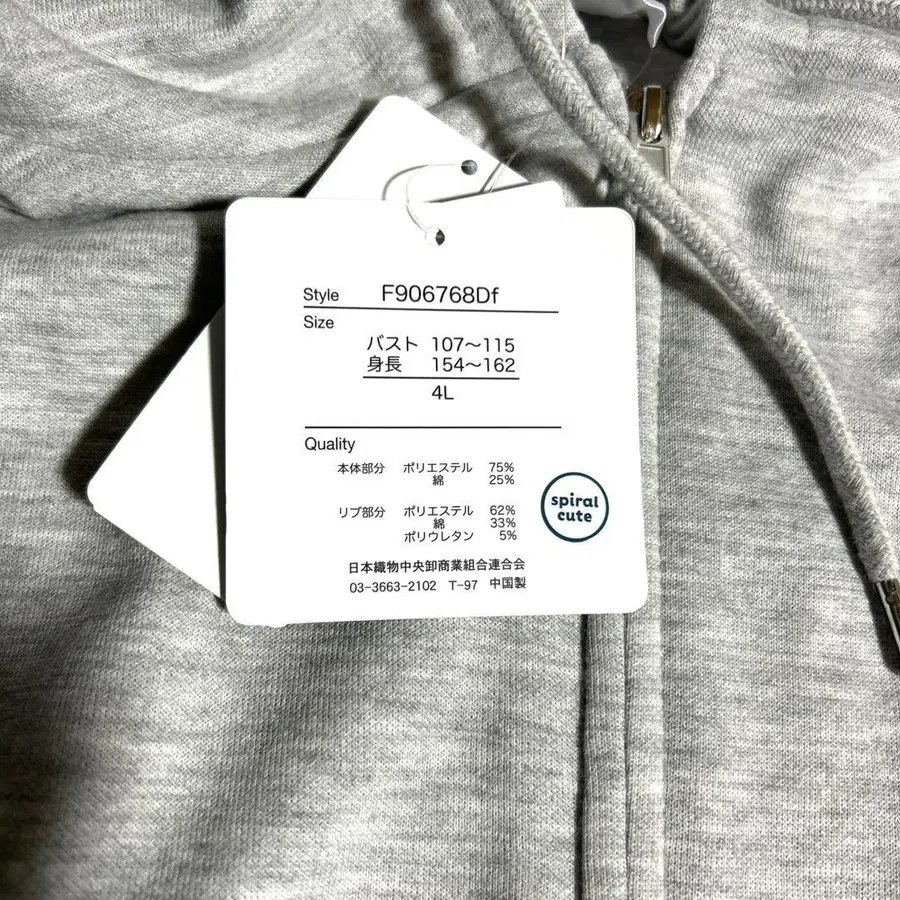 Style F906768Df
Size
バスト 107〜115
身長 154〜162
4L
Quality
本体部分 ポリエステル 75%
綿 25%
リブ部分 ポリエステル 62%
綿 33%
ポリウレタン 5%
spiral
cute
日本織物中央卸商業組合連合会
03-3663-2102 T-97 中国製